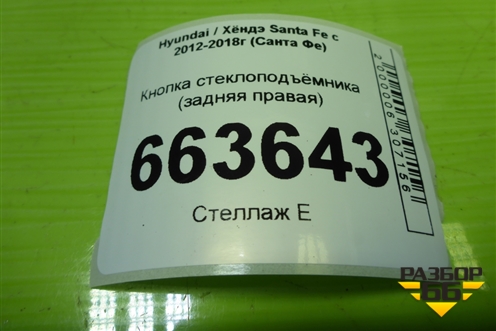 Hyundai / Хёндэ Santa Fe с
2012-2018г (Санта Фе)
Кнопка стеклоподъёмника
(задняя правая)
663643
Стеллаж Е
2000006307156
РАЗБОР
66